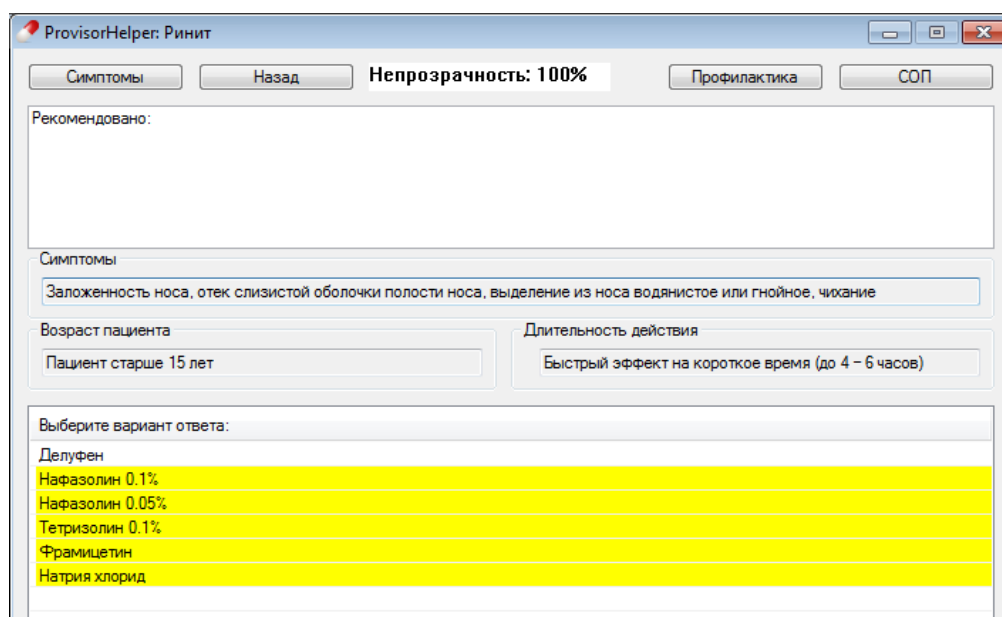 ProvisorHelper: Ринит
Симптомы Назад Непрозрачность: 100% Профилактика СОП
Рекомендовано:
Симптомы
Заложенность носа, отек слизистой оболочки полости носа, выделение из носа водянистое или гнойное, чихание
Возраст пациента Длительность действия
Пациент старше 15 лет Быстрый эффект на короткое время (до 4 – 6 часов)
Выберите вариант ответа:
Делуфен
Нафазолин 0.1%
Нафазолин 0.05%
Тетризолин 0.1%
Фрамицетин
Натрия хлорид